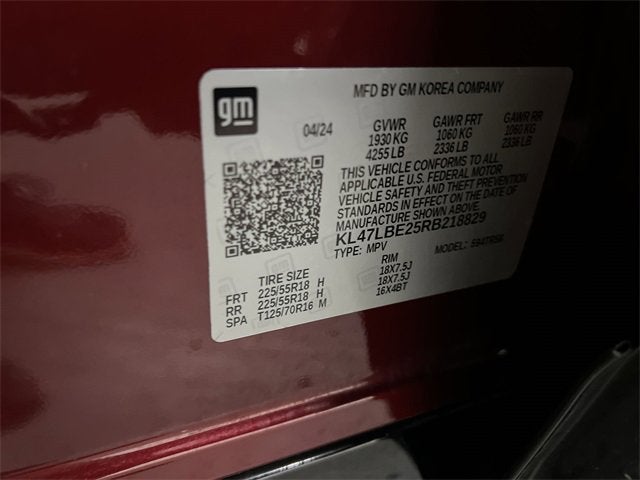 gm
MFD BY GM KOREA COMPANY
04/24
GVWR GAWR FRT GAWR RR
1930 KG 1060 KG 1060 KG
4255 LB 2336 LB 2336 LB
THIS VEHICLE CONFORMS TO ALL
APPLICABLE U.S. FEDERAL MOTOR
VEHICLE SAFETY AND THEFT PREVENTION
STANDARDS IN EFFECT ON THE DATE OF
MANUFACTURE SHOWN ABOVE.
KL47LBE25RB218829
TYPE: MPV MODEL:
TIRE SIZE RIM
FRT 225/55R18 H 18X7.5J
RR 225/55R18 H 18X7.5J
SPA T125/70R16 M 16X4BT